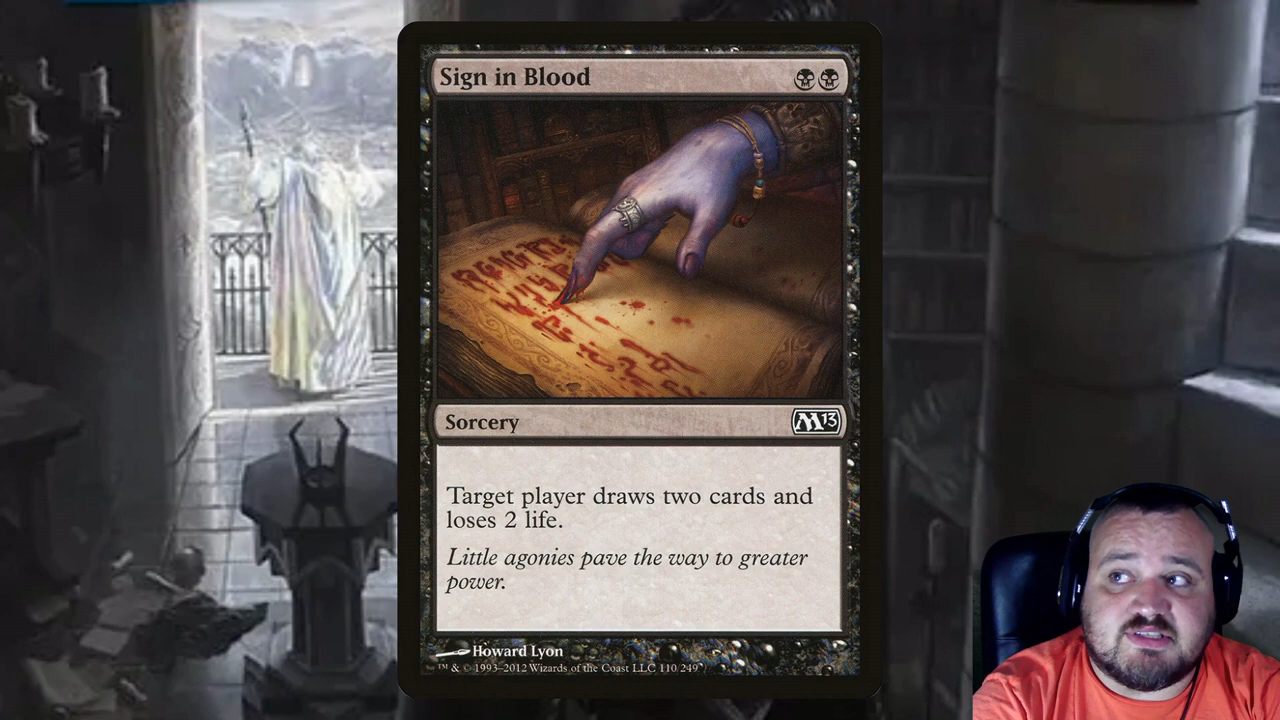 Sign in Blood
Sorcery
M13
Target player draws two cards and
loses 2 life.
Little agonies pave the way to greater
power.
Howard Lyon
™ & © 1993–2012 Wizards of the Coast LLC 110/249